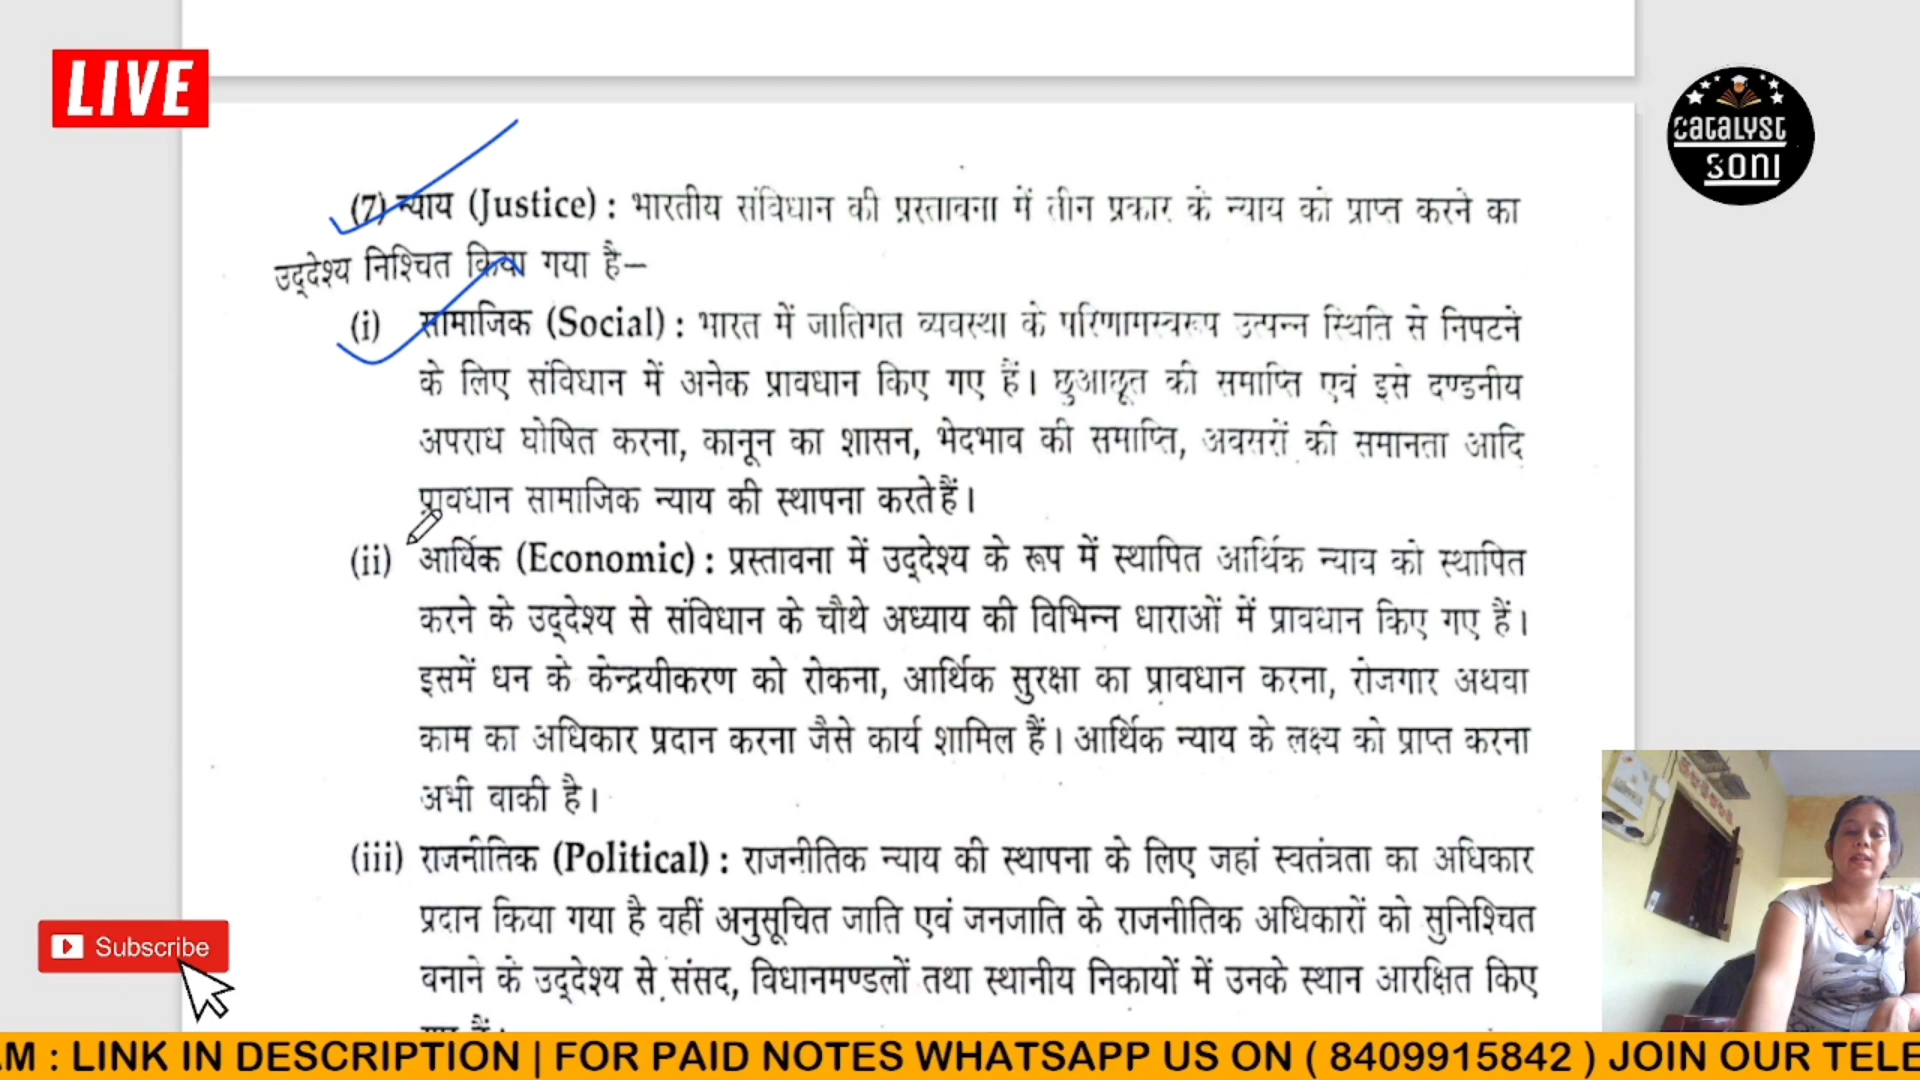 LIVE
CATALYST
SONI
(7) न्याय (Justice) : भारतीय संविधान की प्रस्तावना में तीन प्रकार के न्याय को प्राप्त करने का
उद्देश्य निश्चित किया गया है–
(i) सामाजिक (Social) : भारत में जातिगत व्यवस्था के परिणामस्वरूप उत्पन्न स्थिति से निपटने
के लिए संविधान में अनेक प्रावधान किए गए हैं। छुआछूत की समाप्ति एवं इसे दण्डनीय
अपराध घोषित करना, कानून का शासन, भेदभाव की समाप्ति, अवसरों की समानता आदि
प्रावधान सामाजिक न्याय की स्थापना करते हैं।
(ii) आर्थिक (Economic) : प्रस्तावना में उद्देश्य के रूप में स्थापित आर्थिक न्याय को स्थापित
करने के उद्देश्य से संविधान के चौथे अध्याय की विभिन्न धाराओं में प्रावधान किए गए हैं।
इसमें धन के केन्द्रयीकरण को रोकना, आर्थिक सुरक्षा का प्रावधान करना, रोजगार अथवा
काम का अधिकार प्रदान करना जैसे कार्य शामिल हैं। आर्थिक न्याय के लक्ष्य को प्राप्त करना
अभी बाकी है।
(iii) राजनीतिक (Political) : राजनीतिक न्याय की स्थापना के लिए जहां स्वतंत्रता का अधिकार
प्रदान किया गया है वहीं अनुसूचित जाति एवं जनजाति के राजनीतिक अधिकारों को सुनिश्चित
बनाने के उद्देश्य से संसद, विधानमण्डलों तथा स्थानीय निकायों में उनके स्थान आरक्षित किए
Subscribe
AM : LINK IN DESCRIPTION | FOR PAID NOTES WHATSAPP US ON ( 8409915842 ) JOIN OUR TELE